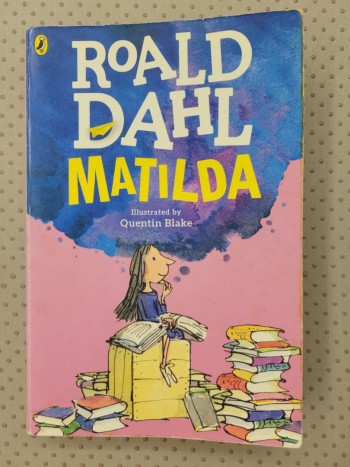 ROALD
DAHL
MATILDA
Illustrated by
Quentin Blake